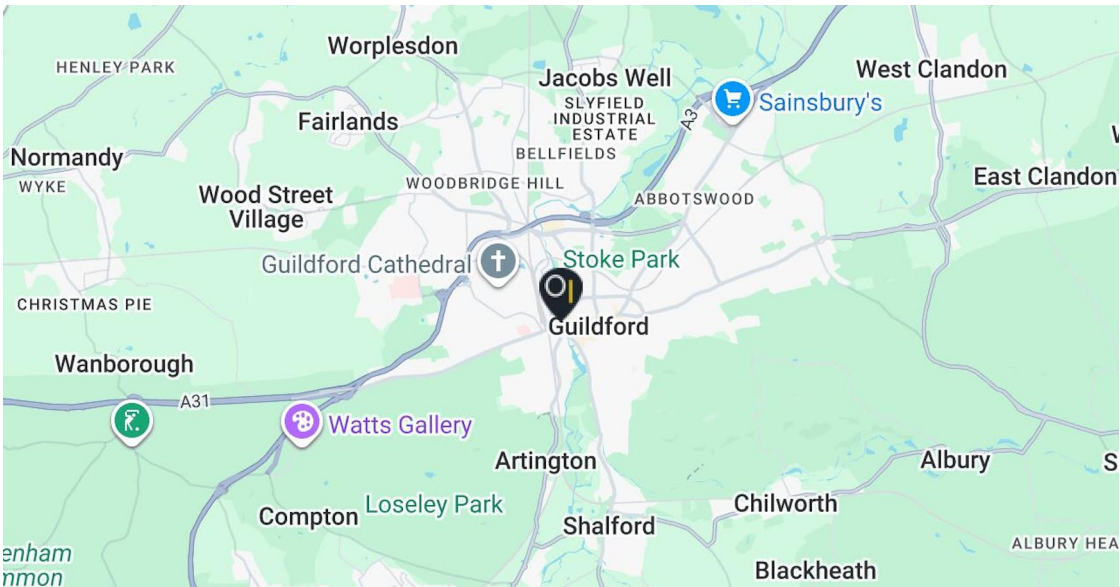 Worplesdon
HENLEY PARK
Jacobs Well
West Clandon
SLYFIELD
INDUSTRIAL
ESTATE
Sainsbury's
A3
Fairlands
Normandy
BELLFIELDS
WYKE
WOODBRIDGE HILL
East Clandon
Wood Street
Village
ABBOTSWOOD
Guildford Cathedral
Stoke Park
CHRISTMAS PIE
Guildford
Wanborough
A31
Watts Gallery
Artington
Albury
Loseley Park
Compton
Chilworth
Shalford
ALBURY HEA
enham
mmon
Blackheath